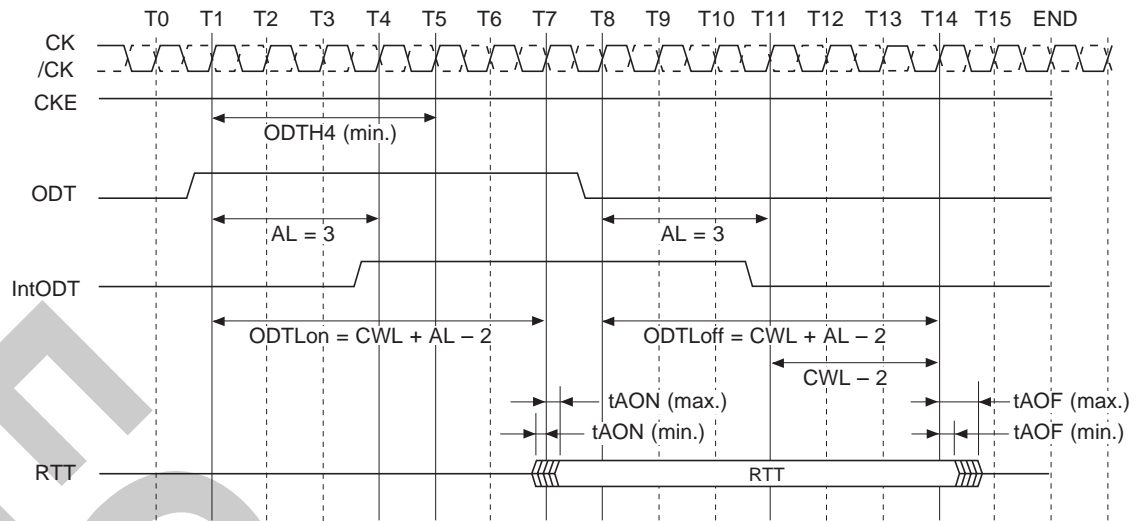 T0 T1 T2 T3 T4 T5 T6 T7 T8 T9 T10 T11 T12 T13 T14 T15 END
CK
/CK
CKE
ODTH4 (min.)
ODT
AL = 3 AL = 3
IntODT
ODTLon = CWL + AL – 2 ODTLoff = CWL + AL – 2
CWL – 2
tAON (max.) tAOF (max.)
tAON (min.) tAOF (min.)
RTT RTT